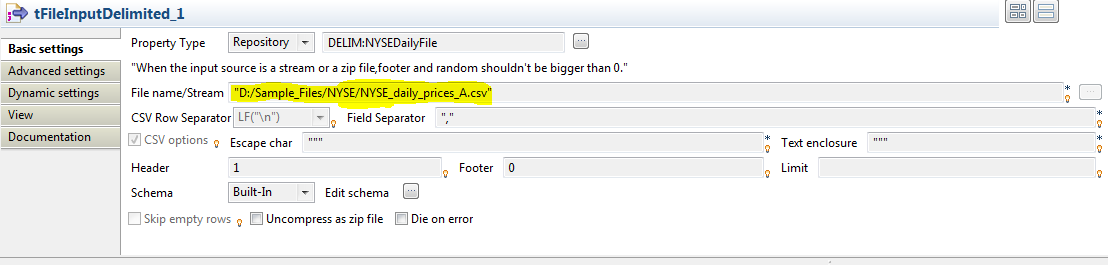 tFileInputDelimited_1
Basic settings
Advanced settings
Dynamic settings
View
Documentation
Property Type Repository DELIM:NYSEDailyFile ...
"When the input source is a stream or a zip file,footer and random shouldn't be bigger than 0."
File name/Stream "D:/Sample_Files/NYSE/NYSE_daily_prices_A.csv" * ...
CSV Row Separator LF("\n") Field Separator "," *
CSV options Escape char """ * Text enclosure """ *
Header 1 Footer 0 Limit
Schema Built-In Edit schema ...
Skip empty rows Uncompress as zip file Die on error